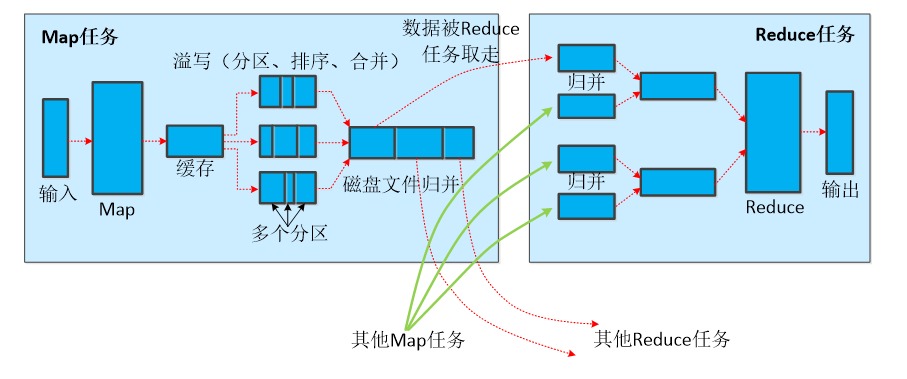 Map任务
溢写（分区、排序、合并）
输入
Map
缓存
多个分区
磁盘文件归并
数据被Reduce
任务取走
Reduce任务
归并
归并
Reduce
输出
其他Map任务
其他Reduce任务